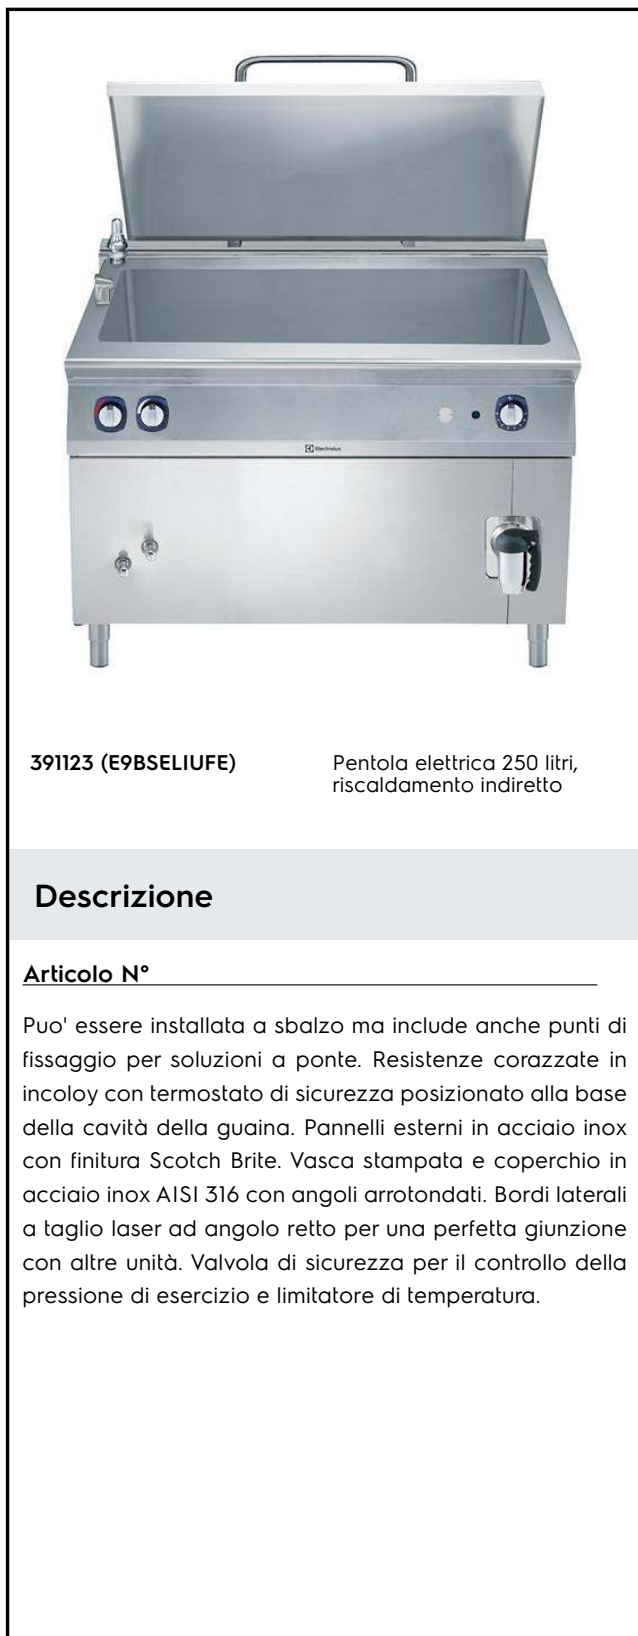 Electrolux
391123 (E9BSELIUFE)
Pentola elettrica 250 litri,
riscaldamento indiretto
Descrizione
Articolo N°
Puo' essere installata a sbalzo ma include anche punti di
fissaggio per soluzioni a ponte. Resistenze corazzate in
incoloy con termostato di sicurezza posizionato alla base
della cavità della guaina. Pannelli esterni in acciaio inox
con finitura Scotch Brite. Vasca stampata e coperchio in
acciaio inox AISI 316 con angoli arrotondati. Bordi laterali
a taglio laser ad angolo retto per una perfetta giunzione
con altre unità. Valvola di sicurezza per il controllo della
pressione di esercizio e limitatore di temperatura.